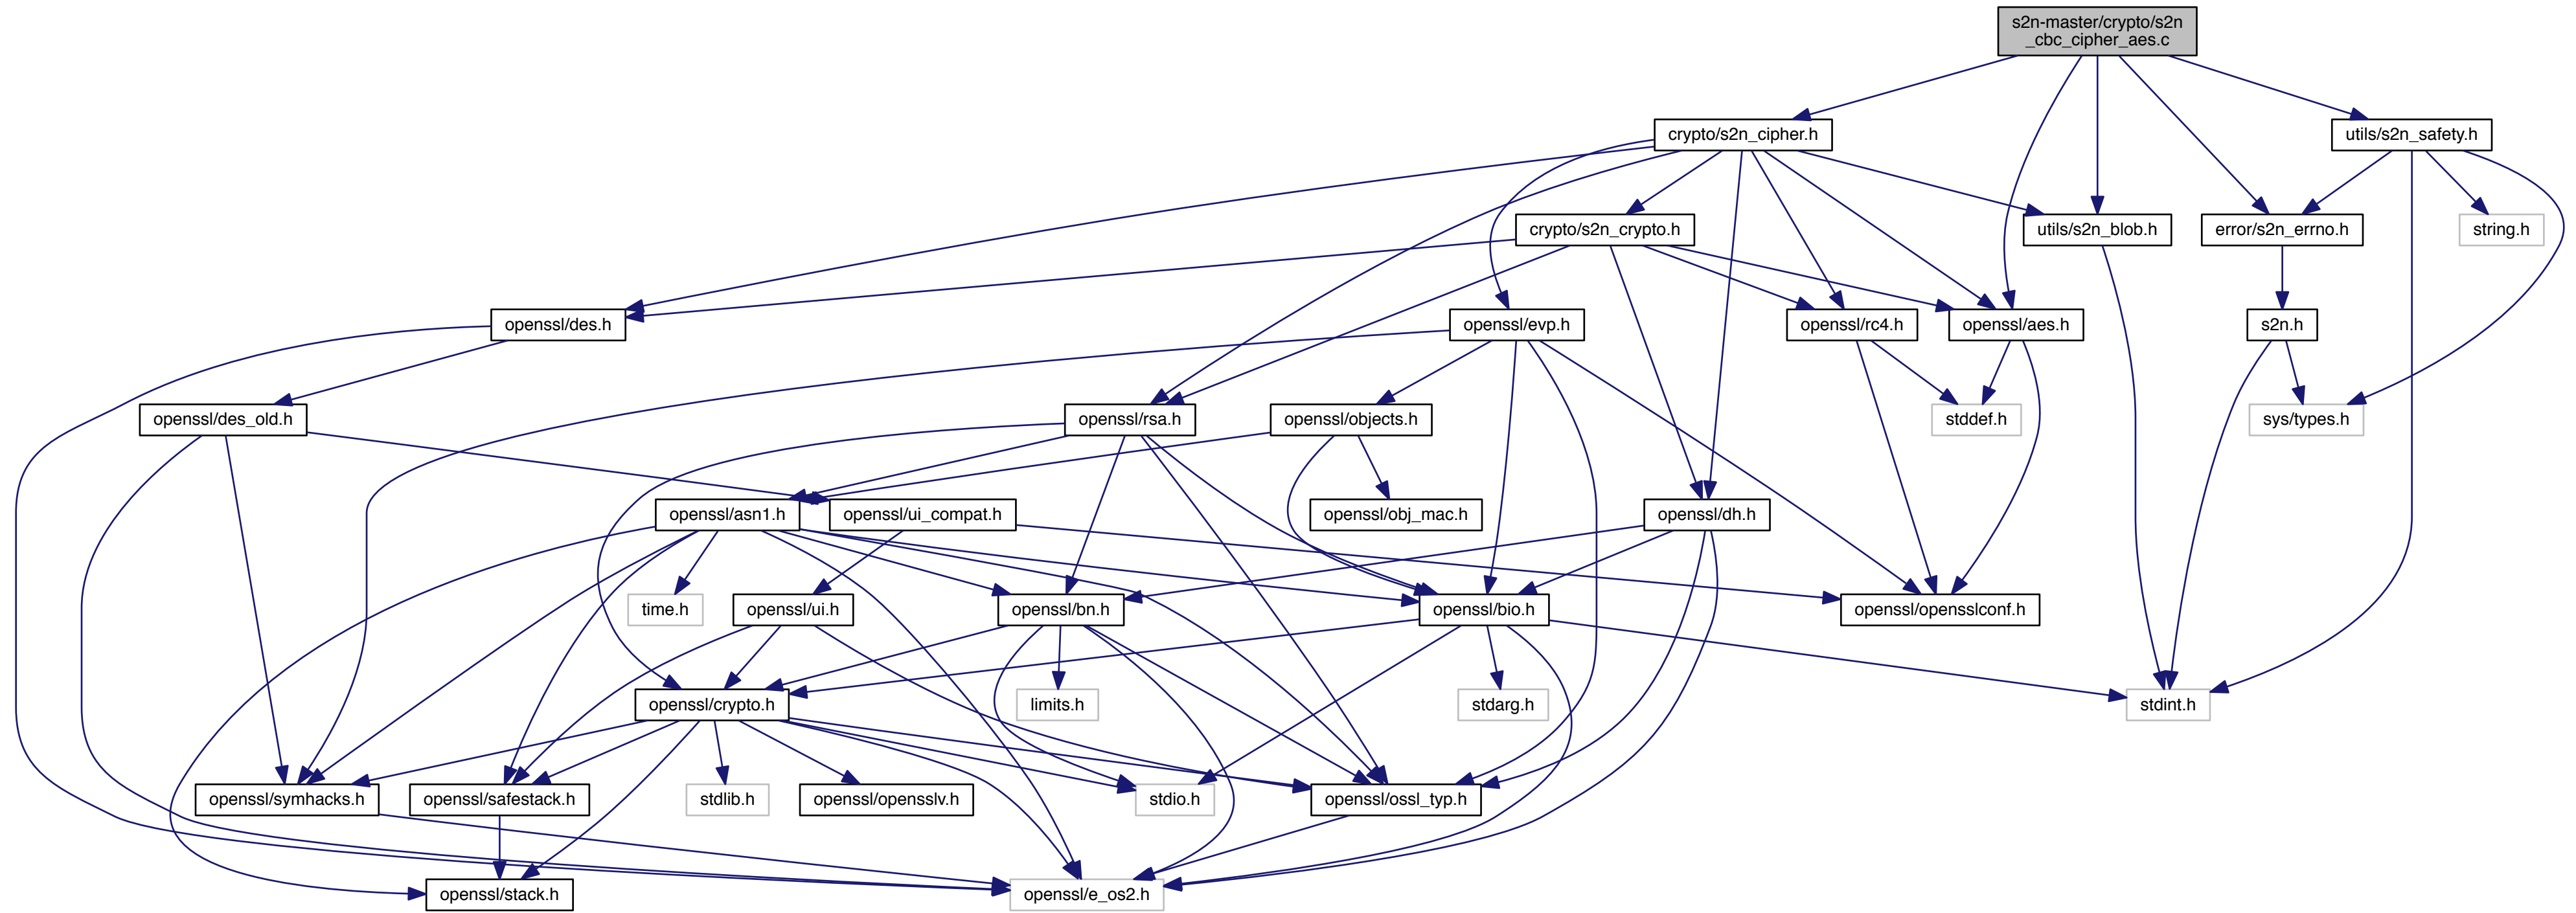 s2n-master/crypto/s2n
_cbc_cipher_aes.c
crypto/s2n_cipher.h
utils/s2n_safety.h
crypto/s2n_crypto.h
utils/s2n_blob.h
error/s2n_errno.h
string.h
openssl/des.h
openssl/evp.h
openssl/rc4.h
openssl/aes.h
s2n.h
openssl/des_old.h
openssl/rsa.h
openssl/objects.h
stddef.h
sys/types.h
openssl/asn1.h
openssl/ui_compat.h
openssl/obj_mac.h
openssl/dh.h
time.h
openssl/ui.h
openssl/bn.h
openssl/bio.h
openssl/opensslconf.h
openssl/crypto.h
limits.h
stdarg.h
stdint.h
openssl/symhacks.h
openssl/safestack.h
stdlib.h
openssl/opensslv.h
stdio.h
openssl/ossl_typ.h
openssl/stack.h
openssl/e_os2.h